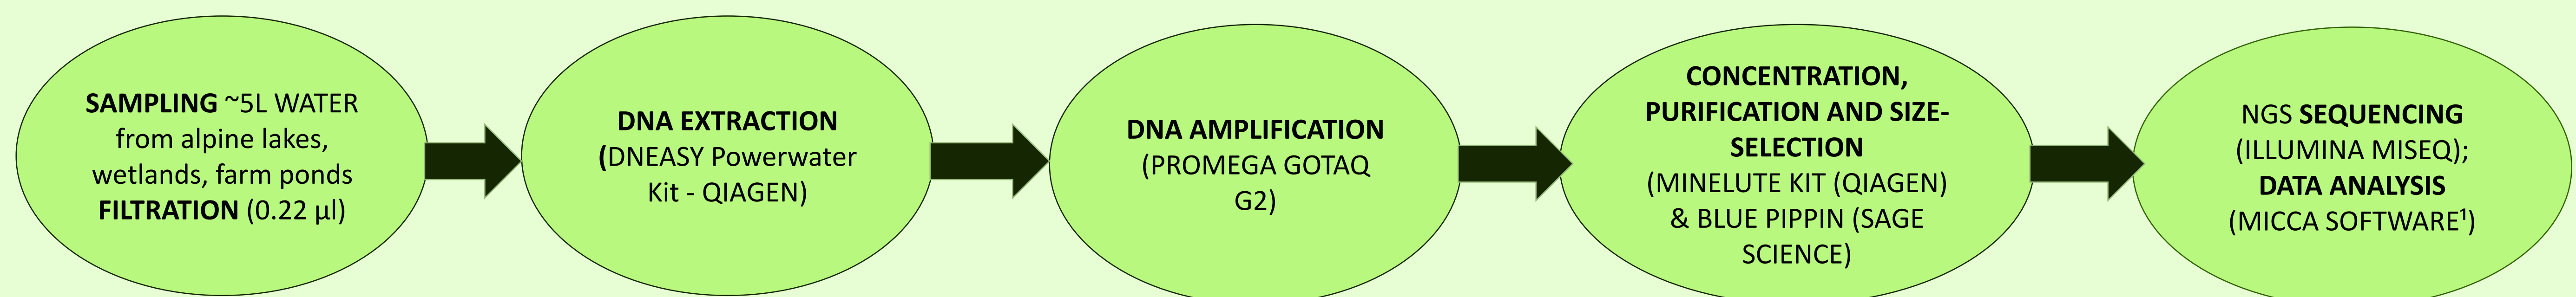 SAMPLING ~5L WATER
from alpine lakes,
wetlands, farm ponds
FILTRATION (0.22 µl)
DNA EXTRACTION
(DNEASY Powerwater
Kit - QIAGEN)
DNA AMPLIFICATION
(PROMEGA GOTAQ
G2)
CONCENTRATION,
PURIFICATION AND SIZE-
SELECTION
(MINELUTE KIT (QIAGEN)
& BLUE PIPPIN (SAGE
SCIENCE)
NGS SEQUENCING
(ILLUMINA MISEQ);
DATA ANALYSIS
(MICCA SOFTWARE¹)